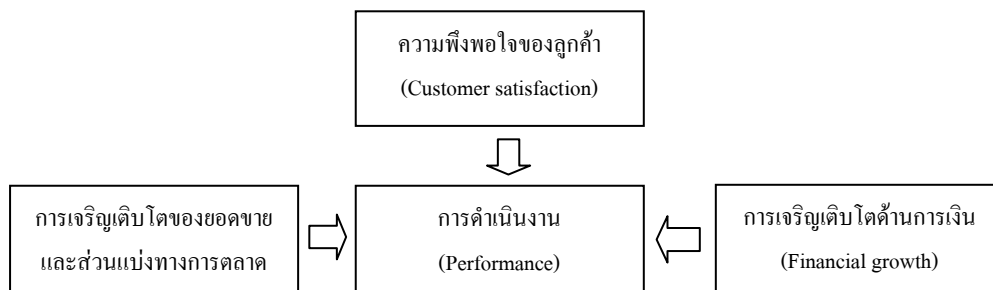 ความพึงพอใจของลูกค้า
(Customer satisfaction)
การเจริญเติบโตของยอดขาย
และส่วนแบ่งทางการตลาด
การดำเนินงาน
(Performance)
การเจริญเติบโตด้านการเงิน
(Financial growth)